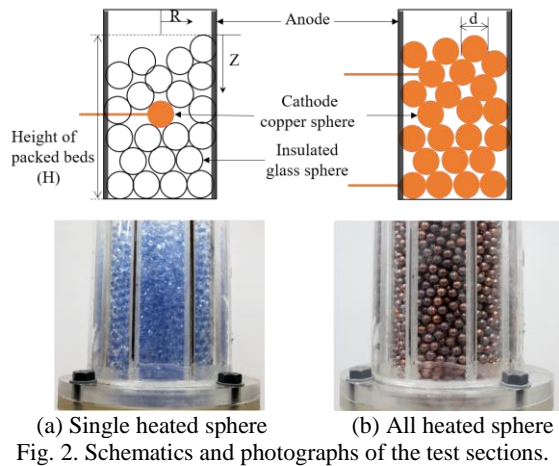 R
Anode
d
Z
Cathode
copper sphere
Height of
packed beds
(H)
Insulated
glass sphere
(a) Single heated sphere
(b) All heated sphere
Fig. 2. Schematics and photographs of the test sections.